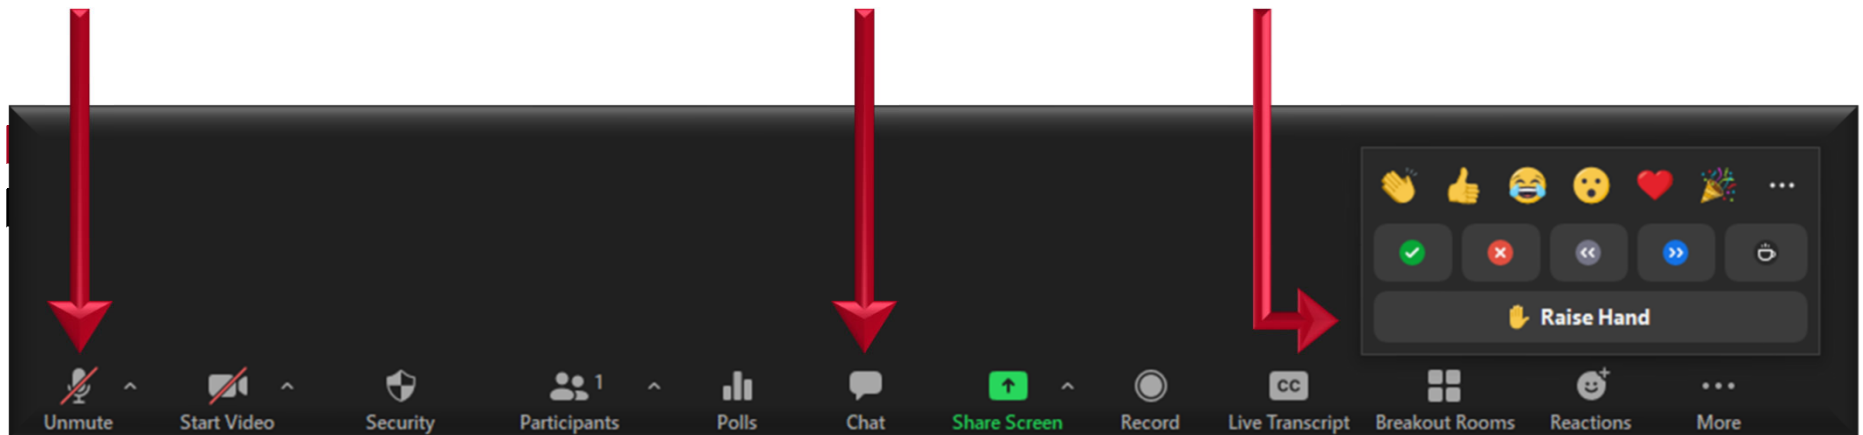 Raise Hand
1
CC
Unmute
Start Video
Security
Participants
Polls
Chat
Share Screen
Record
Live Transcript
Breakout Rooms
Reactions
More